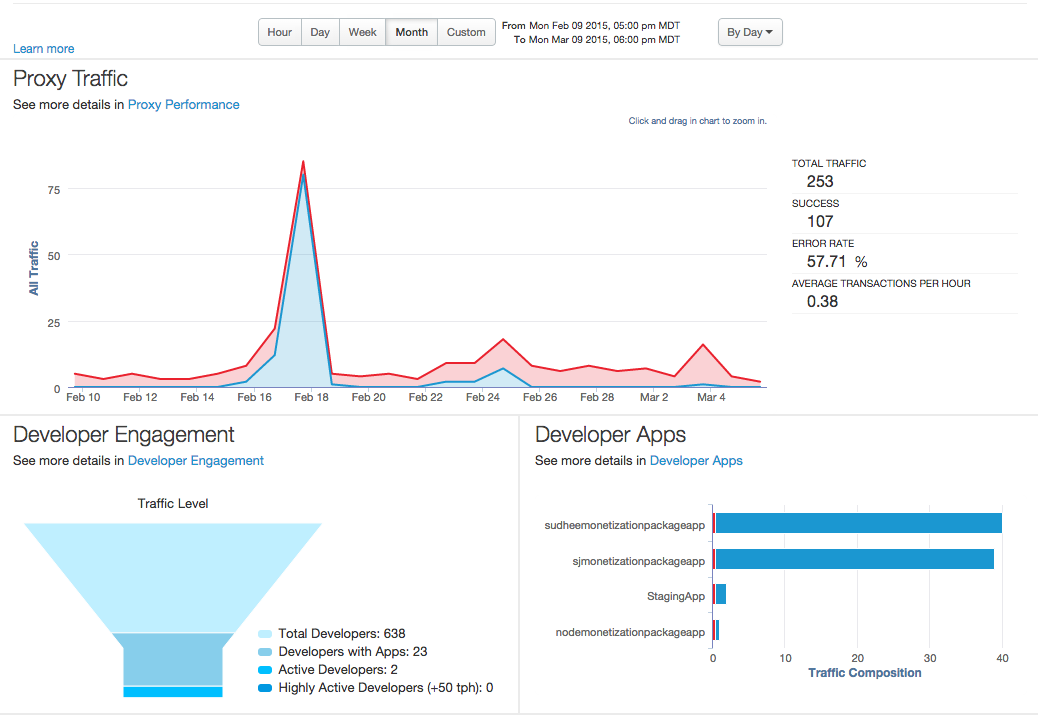 Hour Day Week Month Custom
From Mon Feb 09 2015, 05:00 pm MDT
To Mon Mar 09 2015, 06:00 pm MDT
By Day
Learn more
Proxy Traffic
See more details in Proxy Performance
Click and drag in chart to zoom in.
All Traffic
75
50
25
0
Feb 10 Feb 12 Feb 14 Feb 16 Feb 18 Feb 20 Feb 22 Feb 24 Feb 26 Feb 28 Mar 2 Mar 4
TOTAL TRAFFIC
253
SUCCESS
107
ERROR RATE
57.71 %
AVERAGE TRANSACTIONS PER HOUR
0.38
Developer Engagement
See more details in Developer Engagement
Traffic Level
Total Developers: 638
Developers with Apps: 23
Active Developers: 2
Highly Active Developers (+50 tph): 0
Developer Apps
See more details in Developer Apps
sudheemonetizationpackageapp
sjmonetizationpackageapp
StagingApp
nodemonetizationpackageapp
0 10 20 30 40
Traffic Composition